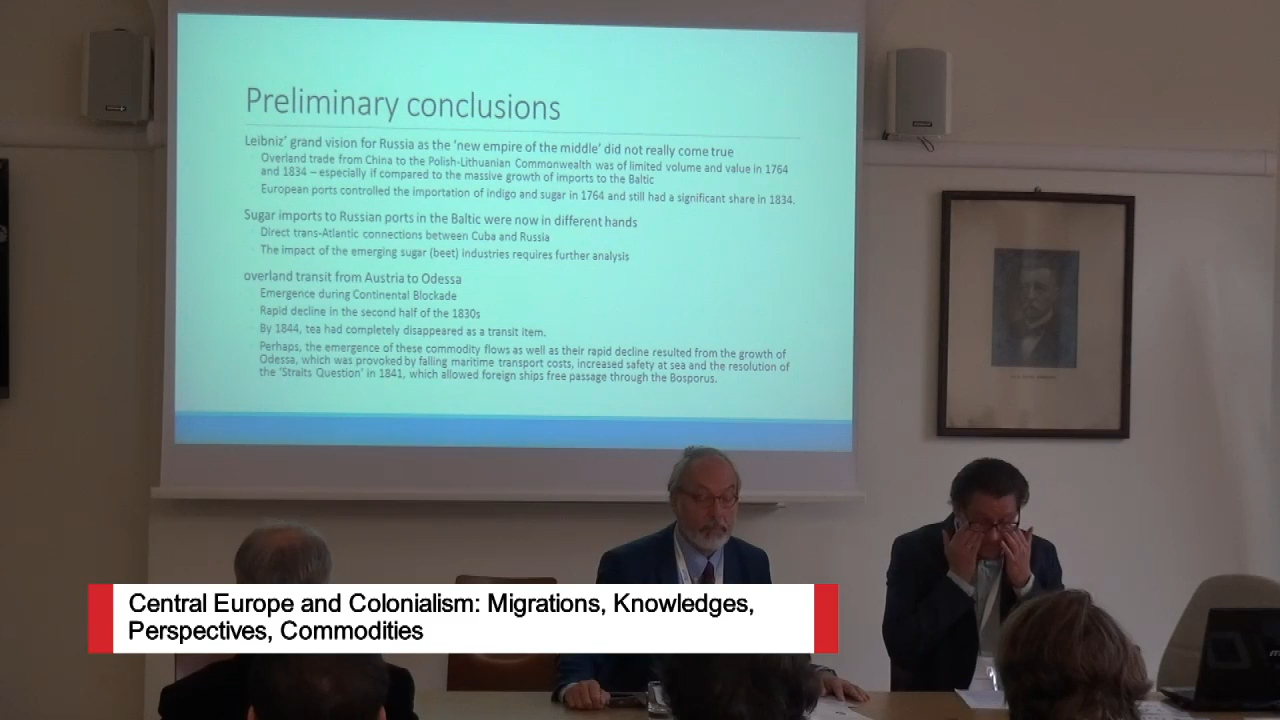 Preliminary conclusions
Leibniz’ grand vision for Russia as the ‘new empire of the middle’ did not really come true
Overland trade from China to the Polish-Lithuanian Commonwealth was of limited volume and value in 1764
and 1834 – especially if compared to the massive growth of imports to the Baltic
European ports controlled the importation of indigo and sugar in 1764 and still had a significant share in 1834.
Sugar imports to Russian ports in the Baltic were now in different hands
Direct trans-Atlantic connections between Cuba and Russia
The impact of the emerging sugar (beet) industries requires further analysis
overland transit from Austria to Odessa
Emergence during Continental Blockade
Rapid decline in the second half of the 1830s
By 1844, tea had completely disappeared as a transit item.
Perhaps, the emergence of these commodity flows as well as their rapid decline resulted from the growth of
Odessa, which was provoked by falling maritime transport costs, increased safety at sea and the resolution of
the ‘Straits Question’ in 1841, which allowed foreign ships free passage through the Bosporus.
Central Europe and Colonialism: Migrations, Knowledges,
Perspectives, Commodities